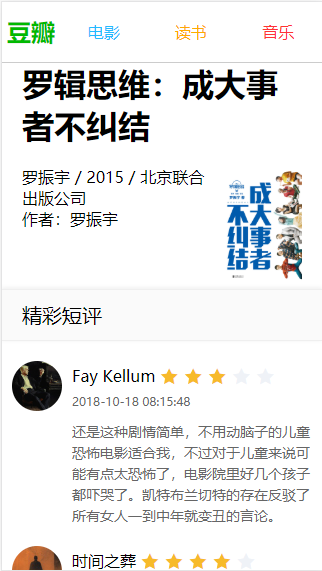 豆瓣 电影 读书 音乐
罗辑思维：成大事
者不纠结
罗振宇 / 2015 / 北京联合
出版公司
作者：罗振宇
成大事者
不纠结
精彩短评
Fay Kellum
2018-10-18 08:15:48
还是这种剧情简单，不用动脑子的儿童
恐怖电影适合我，不过对于儿童来说可
能有点太恐怖了，电影院里好几个孩子
都吓哭了。凯特布兰切特的存在反驳了
所有女人一到中年就变丑的言论。
时间之葬